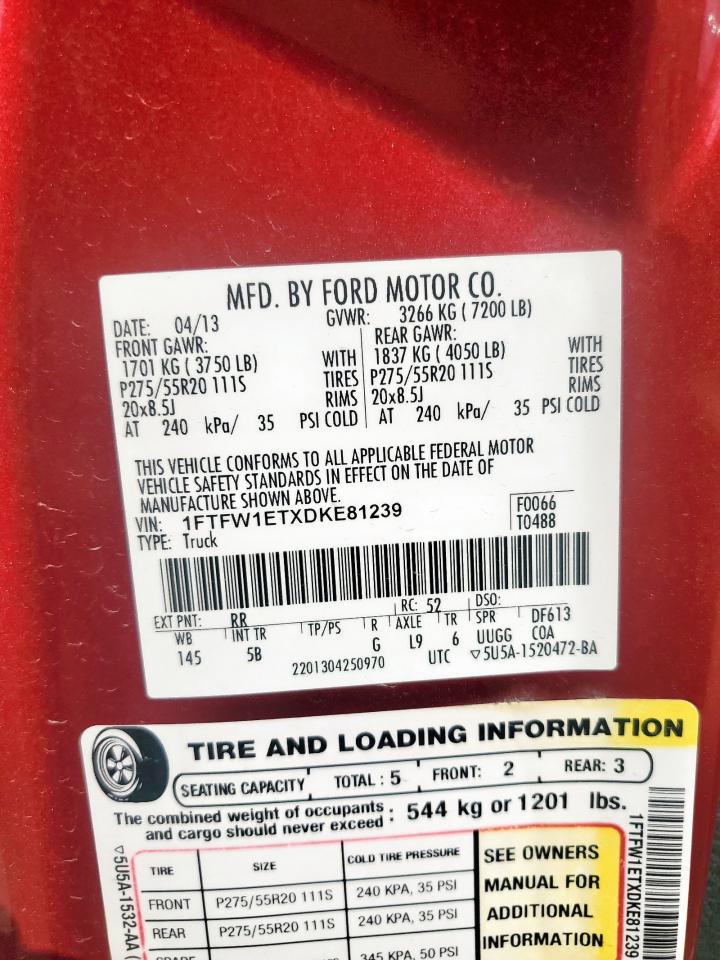 MFD. BY FORD MOTOR CO.
DATE: 04/13 GVWR: 3266 KG ( 7200 LB)
FRONT GAWR: REAR GAWR:
1701 KG ( 3750 LB) WITH 1837 KG ( 4050 LB) WITH
P275/55R20 111S TIRES P275/55R20 111S TIRES
20x8.5J RIMS 20x8.5J RIMS
AT 240 kPa/ 35 PSI COLD AT 240 kPa/ 35 PSI COLD
THIS VEHICLE CONFORMS TO ALL APPLICABLE FEDERAL MOTOR
VEHICLE SAFETY STANDARDS IN EFFECT ON THE DATE OF
MANUFACTURE SHOWN ABOVE.
VIN: 1FTFW1ETXDKE81239 F0066
TYPE: Truck T0488
EXT PNT: RR RC: 52 DSO:
WB INT TR TP/PS R AXLE TR SPR DF613
145 5B G L9 6 UUGG COA
2201304250970 UTC ▽5U5A-1520472-BA
TIRE AND LOADING INFORMATION
SEATING CAPACITY TOTAL : 5 FRONT: 2 REAR: 3
The combined weight of occupants : 544 kg or 1201 lbs.
and cargo should never exceed
TIRE SIZE COLD TIRE PRESSURE
FRONT P275/55R20 111S 240 KPA, 35 PSI
REAR P275/55R20 111S 240 KPA, 35 PSI
SPARE 345 KPA, 50 PSI
SEE OWNERS
MANUAL FOR
ADDITIONAL
INFORMATION
▽5U5A-1532-AA (
1FTFW1ETXDKE81239